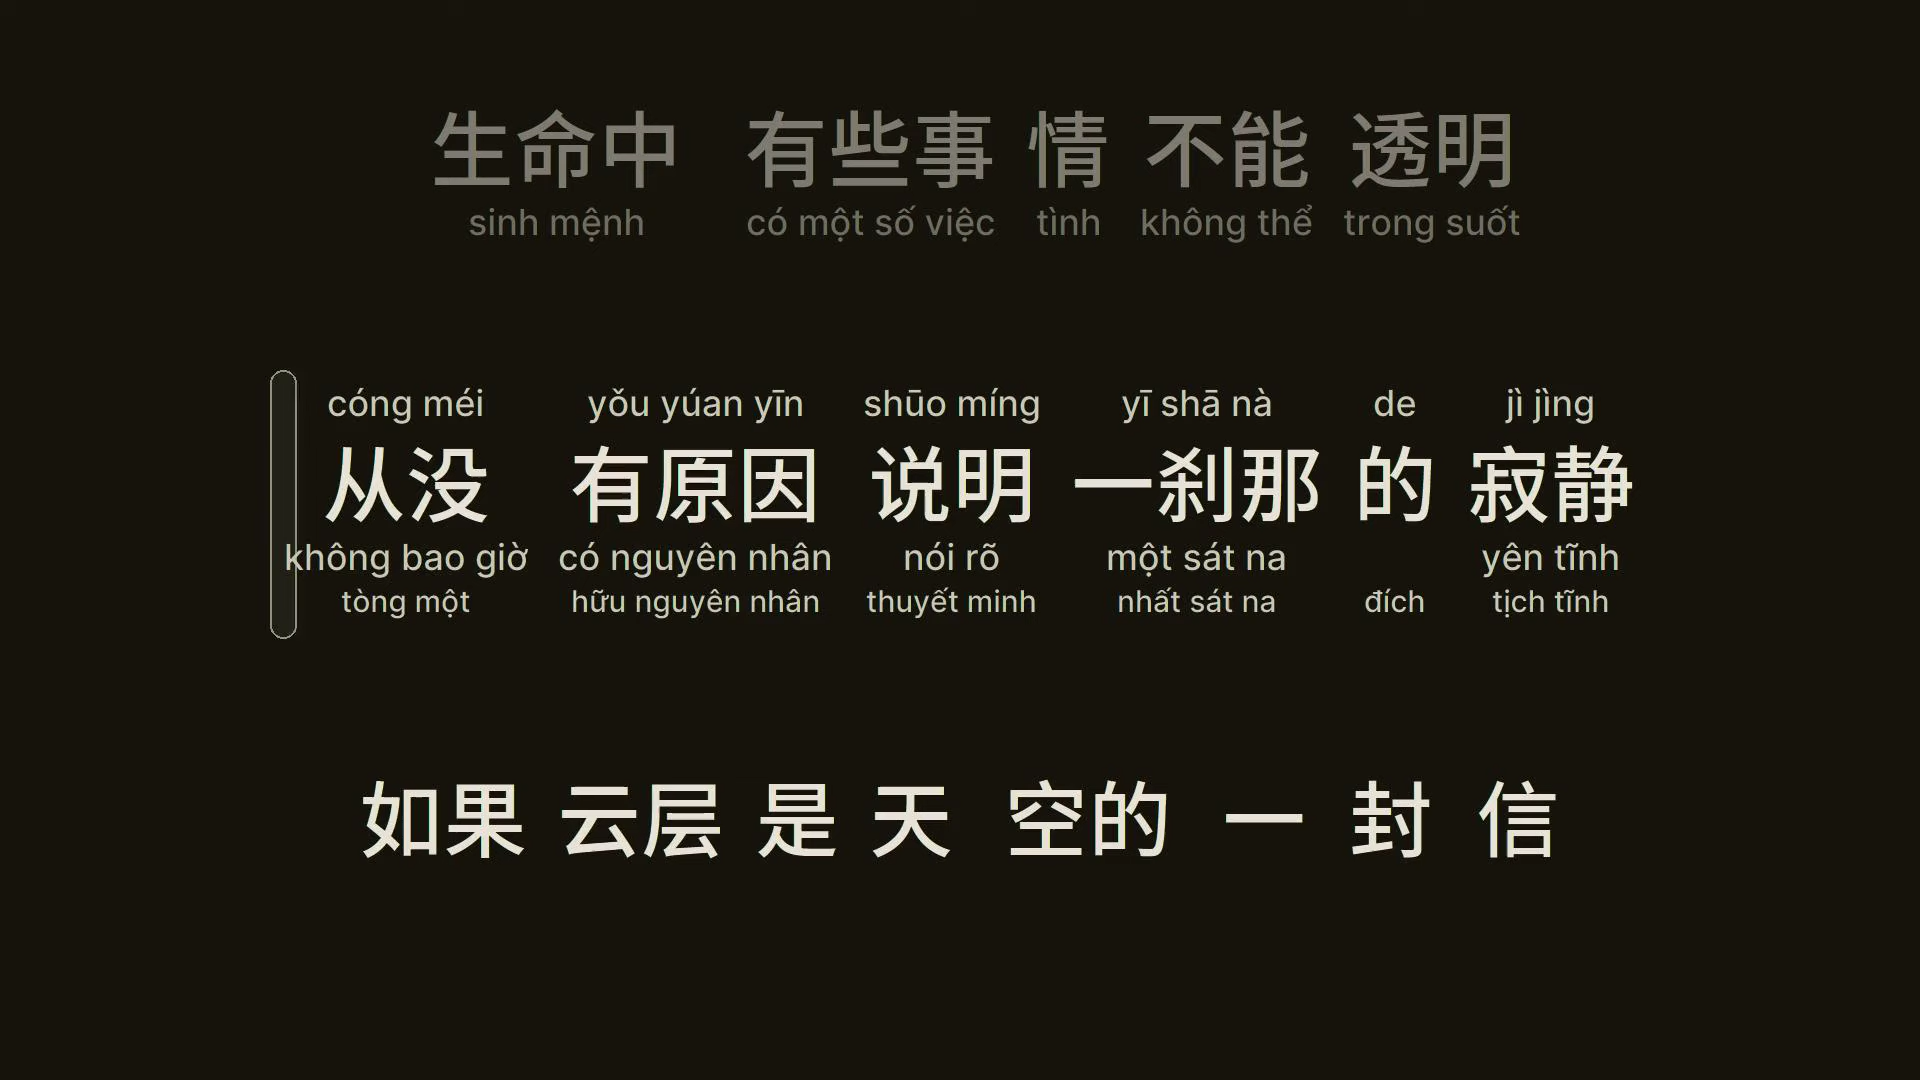 生命中 有些事 情 不能 透明
sinh mệnh có một số việc tình không thể trong suốt
cóng méi yǒu yúan yīn shūo míng yī shā nà de jì jìng
从没 有原因 说明 一刹那 的 寂静
không bao giờ có nguyên nhân nói rõ một sát na yên tĩnh
tòng một hữu nguyên nhân thuyết minh nhất sát na đích tịch tĩnh
如果 云层 是 天 空的 一 封 信